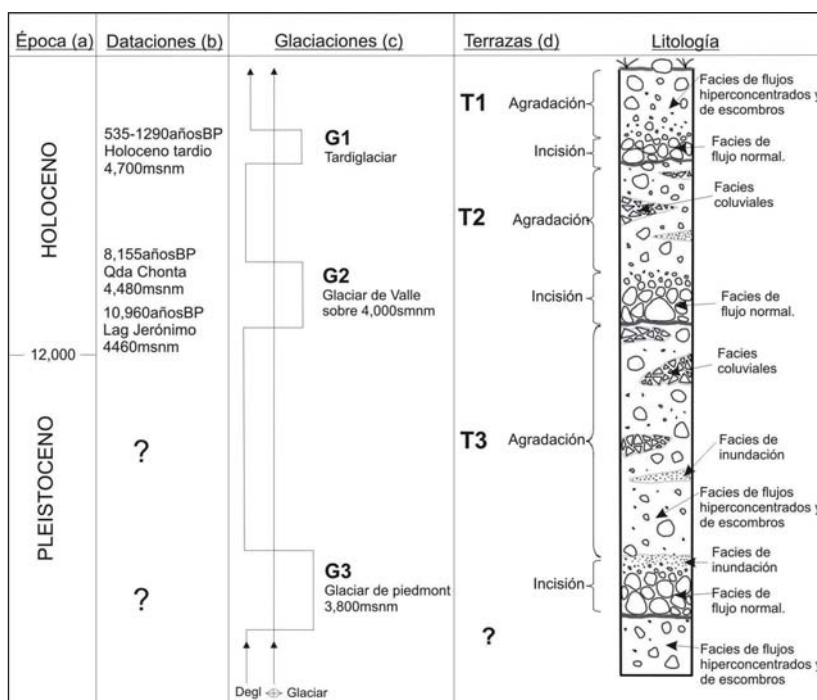 Época (a)
Dataciones (b)
Glaciaciones (c)
Terrazas (d)
Litología
HOLOCENO
12,000
PLEISTOCENO
535-1290añosBP
Holoceno tardio
4,700msnm
8,155añosBP
Qda Chonta
4,480msnm
10,960añosBP
Lag Jerónimo
4460msnm
?
?
G1
Tardiglaciar
G2
Glaciar de Valle
sobre 4,000smnm
G3
Glaciar de piedmont
3,800msnm
Degl
Glaciar
T1
Agradación
Incisión
T2
Agradación
Incisión
T3
Agradación
Incisión
?
Facies de flujos
hiperconcentrados y
de escombros
Facies de
flujo normal.
Facies
coluviales
Facies de
flujo normal.
Facies
coluviales
Facies de
inundación
Facies de flujos
hiperconcentrados y
de escombros
Facies de
inundación
Facies de
flujo normal.
Facies de flujos
hiperconcentrados y
de escombros